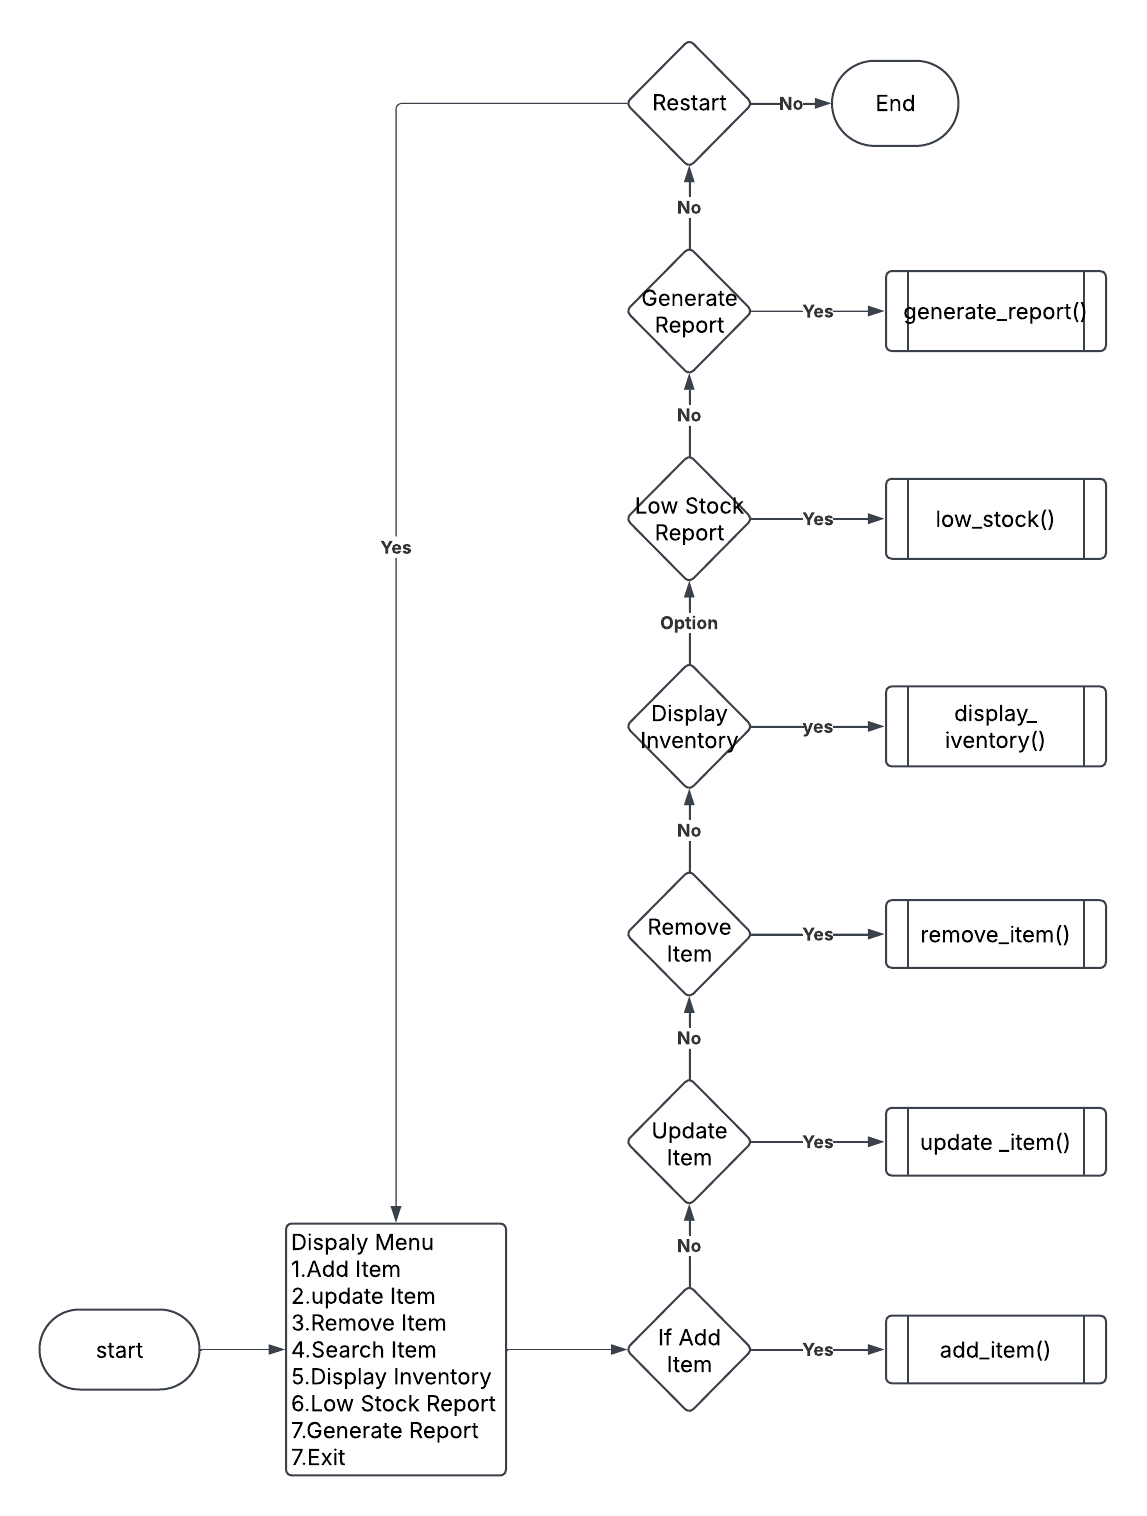 Restart
No
End
No
Generate
Report
Yes
generate_report()
No
Low Stock
Report
Yes
low_stock()
Yes
Option
Display
Inventory
yes
display_
iventory()
No
Remove
Item
Yes
remove_item()
No
Update
Item
Yes
update _item()
No
Dispaly Menu
1.Add Item
2.update Item
3.Remove Item
4.Search Item
5.Display Inventory
6.Low Stock Report
7.Generate Report
7.Exit
start
If Add
Item
Yes
add_item()